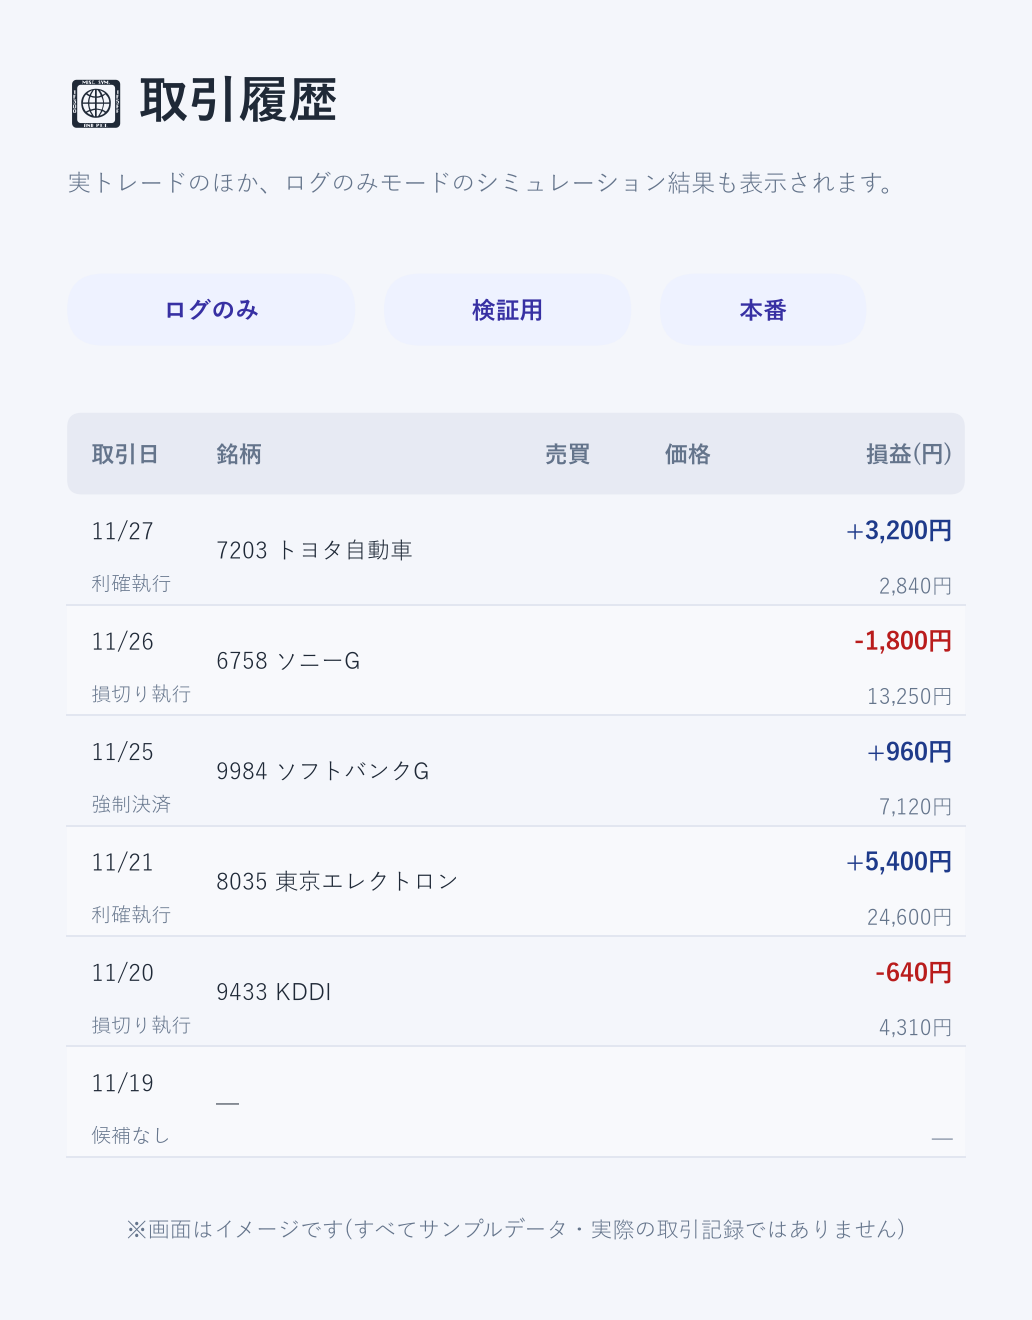 取引履歴
実トレードのほか、ログのみモードのシミュレーション結果も表示されます。
ログのみ 検証用 本番
取引日 銘柄 売買 価格 損益(円)
11/27 7203 トヨタ自動車 +3,200円
利確執行 2,840円
11/26 6758 ソニーG -1,800円
損切り執行 13,250円
11/25 9984 ソフトバンクG +960円
強制決済 7,120円
11/21 8035 東京エレクトロン +5,400円
利確執行 24,600円
11/20 9433 KDDI -640円
損切り執行 4,310円
11/19 —
候補なし —
※画面はイメージです(すべてサンプルデータ・実際の取引記録ではありません)